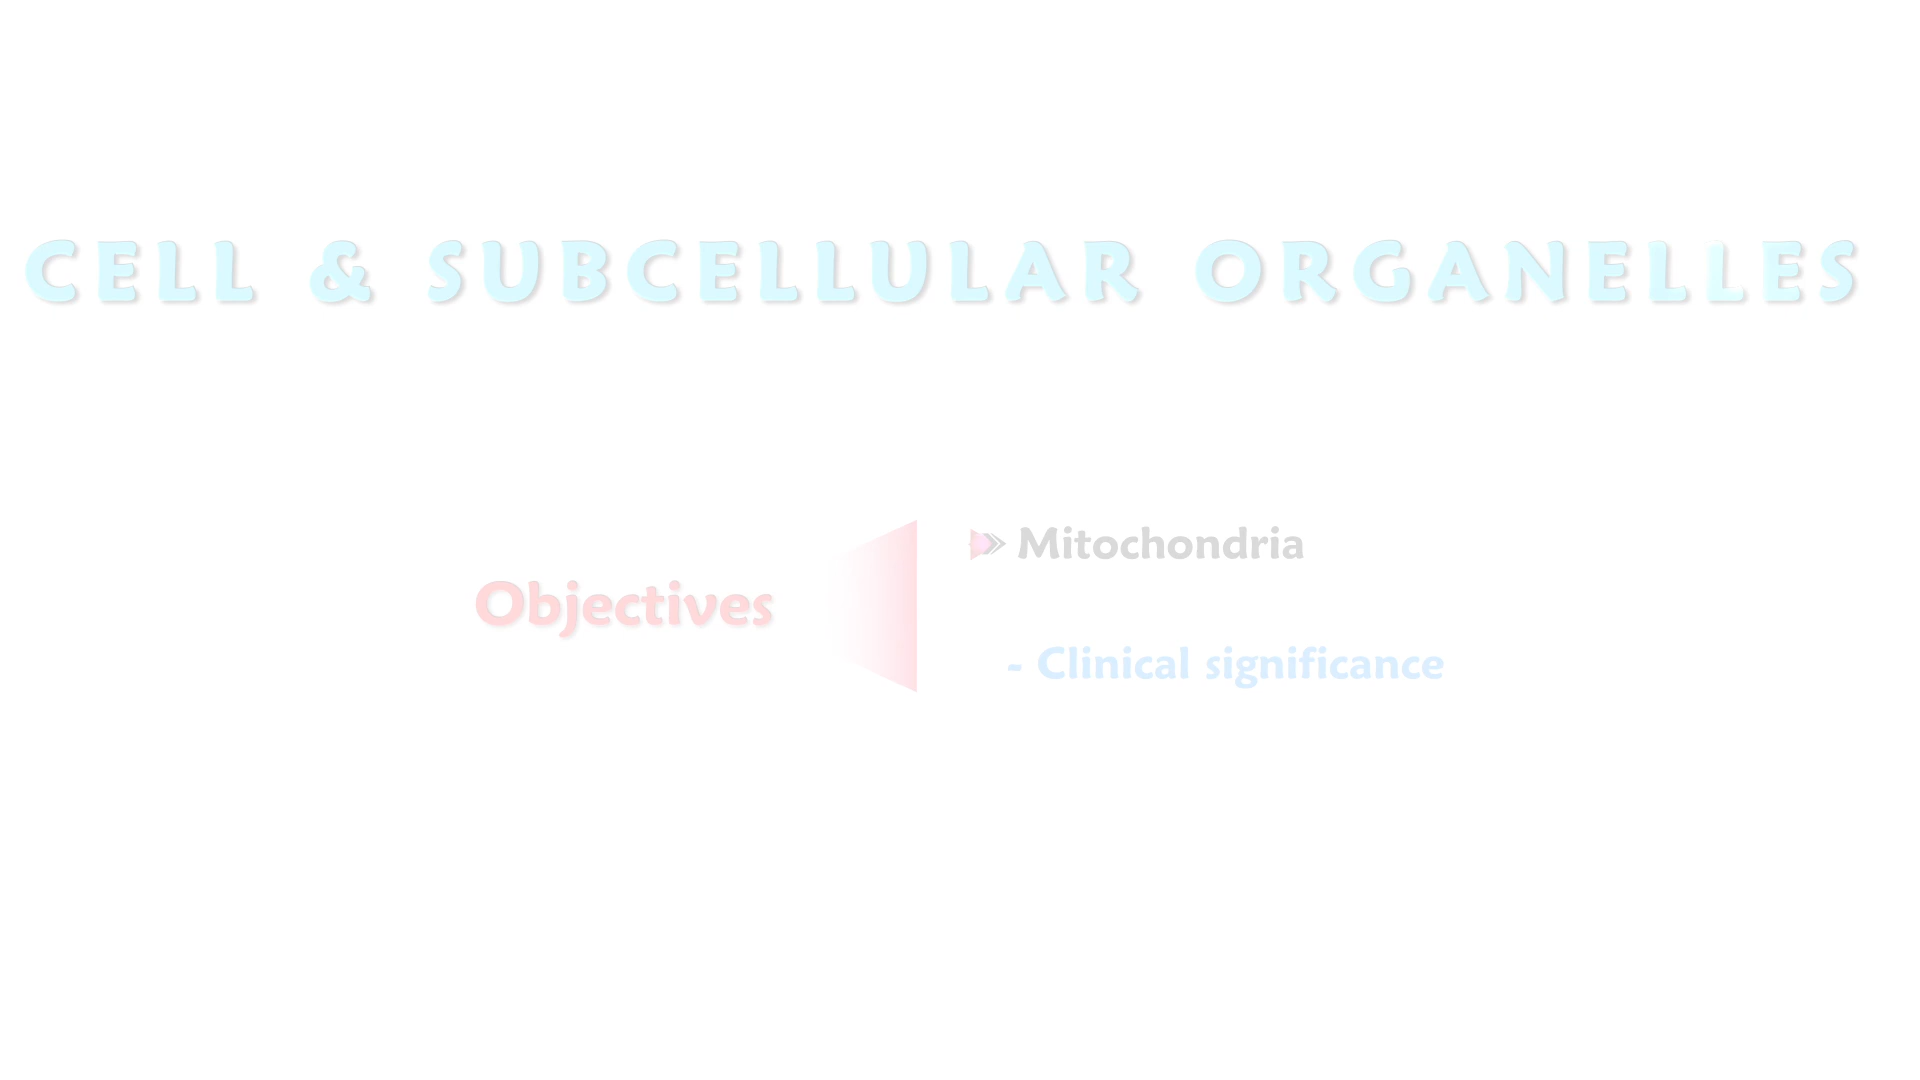 CELL & SUBCELLULAR ORGANELLES
Objectives
Mitochondria
- Clinical significance